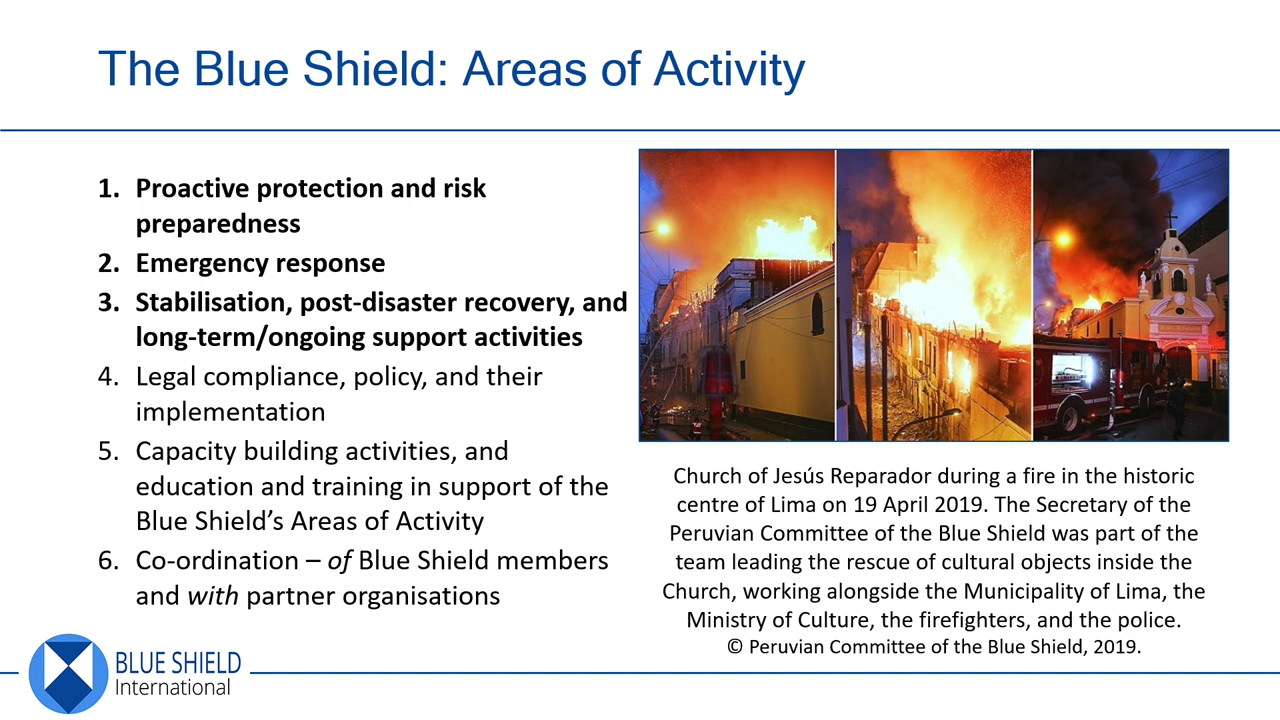 The Blue Shield: Areas of Activity
1. Proactive protection and risk
preparedness
2. Emergency response
3. Stabilisation, post-disaster recovery, and
long-term/ongoing support activities
4. Legal compliance, policy, and their
implementation
5. Capacity building activities, and
education and training in support of the
Blue Shield’s Areas of Activity
6. Co-ordination – of Blue Shield members
and with partner organisations
Church of Jesús Reparador during a fire in the historic
centre of Lima on 19 April 2019. The Secretary of the
Peruvian Committee of the Blue Shield was part of the
team leading the rescue of cultural objects inside the
Church, working alongside the Municipality of Lima, the
Ministry of Culture, the firefighters, and the police.
© Peruvian Committee of the Blue Shield, 2019.
BLUE SHIELD
International